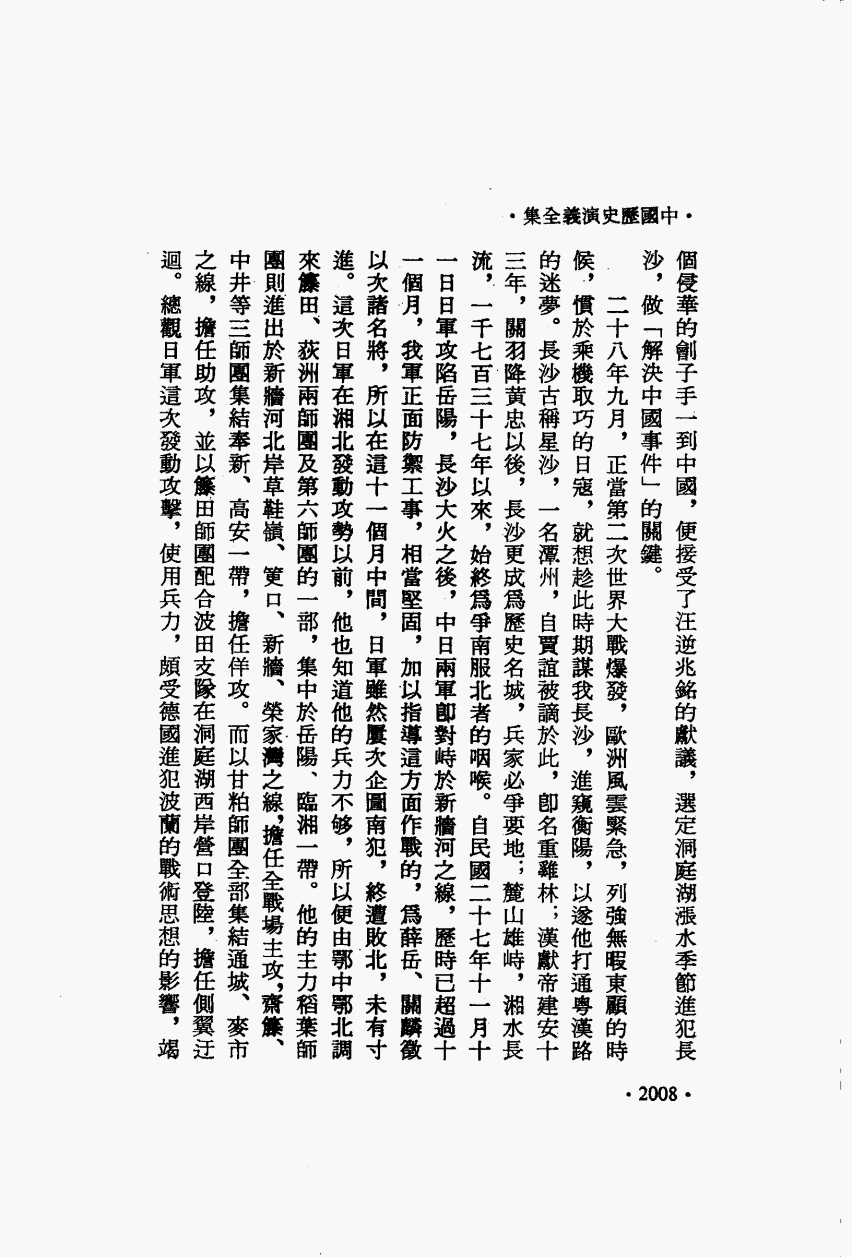 ・中國歷史演義全集・
個侵華的劊子手一到中國，便接受了汪逆兆銘的獻議，選定洞庭湖漲水季節進犯長
沙，做「解決中國事件」的關鍵。
二十八年九月，正當第二次世界大戰爆發，歐洲風雲緊急，列強無暇東顧的時
候，慣於乘機取巧的日寇，就想趁此時期謀我長沙，進窺衡陽，以遂他打通粵漢路
的迷夢。長沙古稱星沙，一名潭州，自賈誼被謫於此，卽名重雞林；漢獻帝建安十
三年，關羽降黃忠以後，長沙更成爲歷史名城，兵家必爭要地；麓山雄峙，湘水長
流，一千七百三十七年以來，始終爲爭南服北者的咽喉。自民國二十七年十一月十
一日日軍攻陷岳陽，長沙大火之後，中日兩軍卽對峙於新牆河之線，歷時已超過十
一個月，我軍正面防禦工事，相當堅固，加以指導這方面作戰的，爲薛岳、關麟徵
以次諸名將，所以在這十一個月中間，日軍雖然屢次企圖南犯，終遭敗北，未有寸
進。這次日軍在湘北發動攻勢以前，他也知道他的兵力不够，所以便由鄂中鄂北調
來籐田、荻洲兩師團及第六師團的一部，集中於岳陽、臨湘一帶。他的主力稻葉師
團則進出於新牆河北岸草鞋嶺、筻口、新牆、榮家灣之線，擔任全戰場主攻，齋籐、
中井等三師團集結奉新、高安一帶，擔任佯攻。而以甘粕師團全部集結通城、麥市
之線，擔任助攻，並以籐田師團配合波田支隊在洞庭湖西岸營口登陸，擔任側翼迂
迴。總觀日軍這次發動攻擊，使用兵力，頗受德國進犯波蘭的戰術思想的影響，竭
・2008・